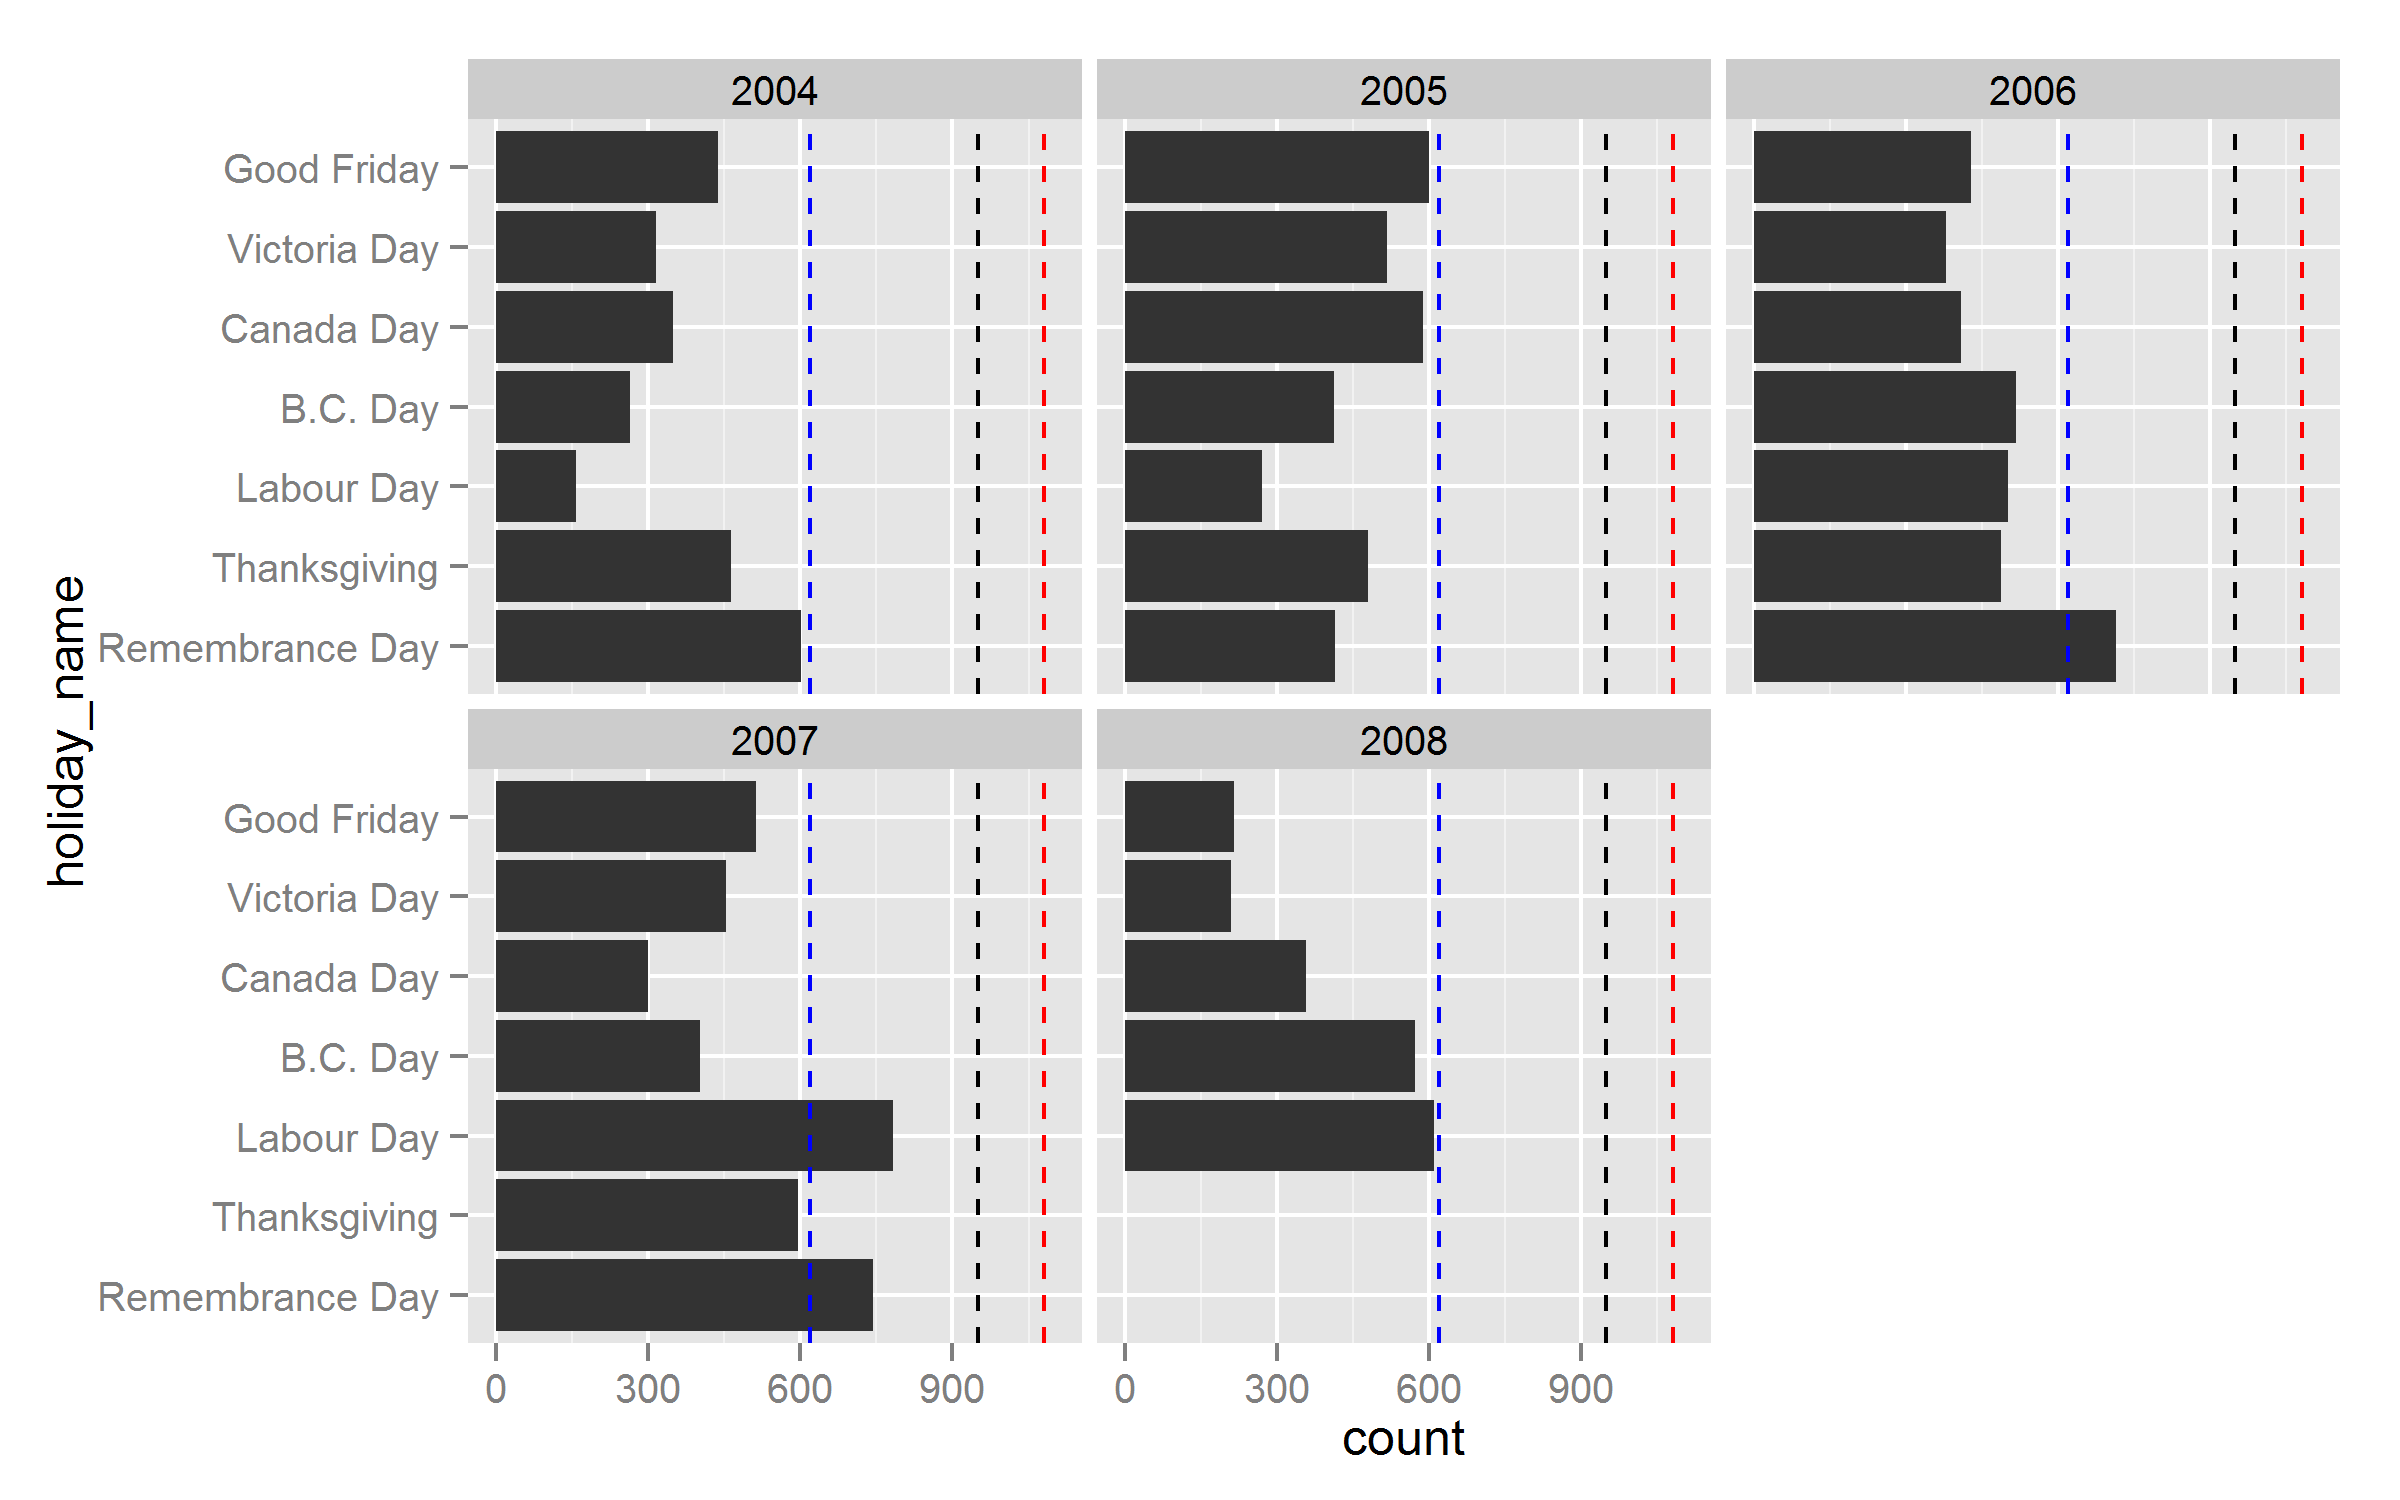 2004
2005
2006
Good Friday
Victoria Day
Canada Day
B.C. Day
Labour Day
Thanksgiving
Remembrance Day
holiday_name
2007
2008
Good Friday
Victoria Day
Canada Day
B.C. Day
Labour Day
Thanksgiving
Remembrance Day
0 300 600 900
0 300 600 900
count